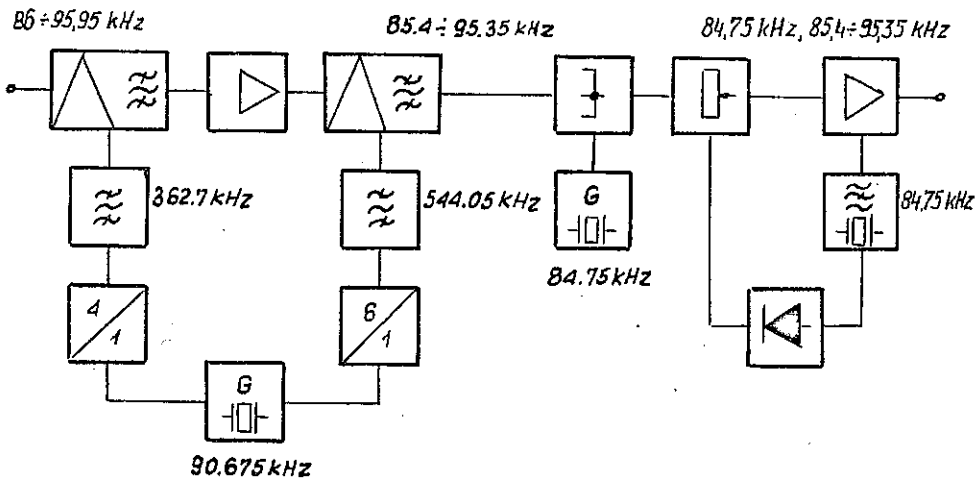 86÷95,95 kHz
85.4÷95.35 kHz
84,75 kHz, 85,4÷95,35 kHz
362.7 kHz
544.05 kHz
G
84.75 kHz
84,75 kHz
4
1
6
1
G
90.675 kHz